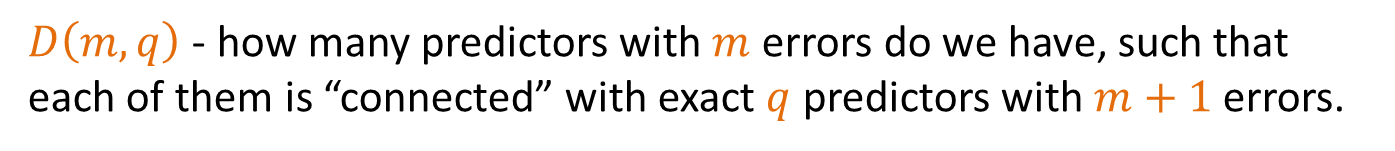 D(m, q) - how many predictors with m errors do we have, such that
each of them is “connected” with exact q predictors with m + 1 errors.